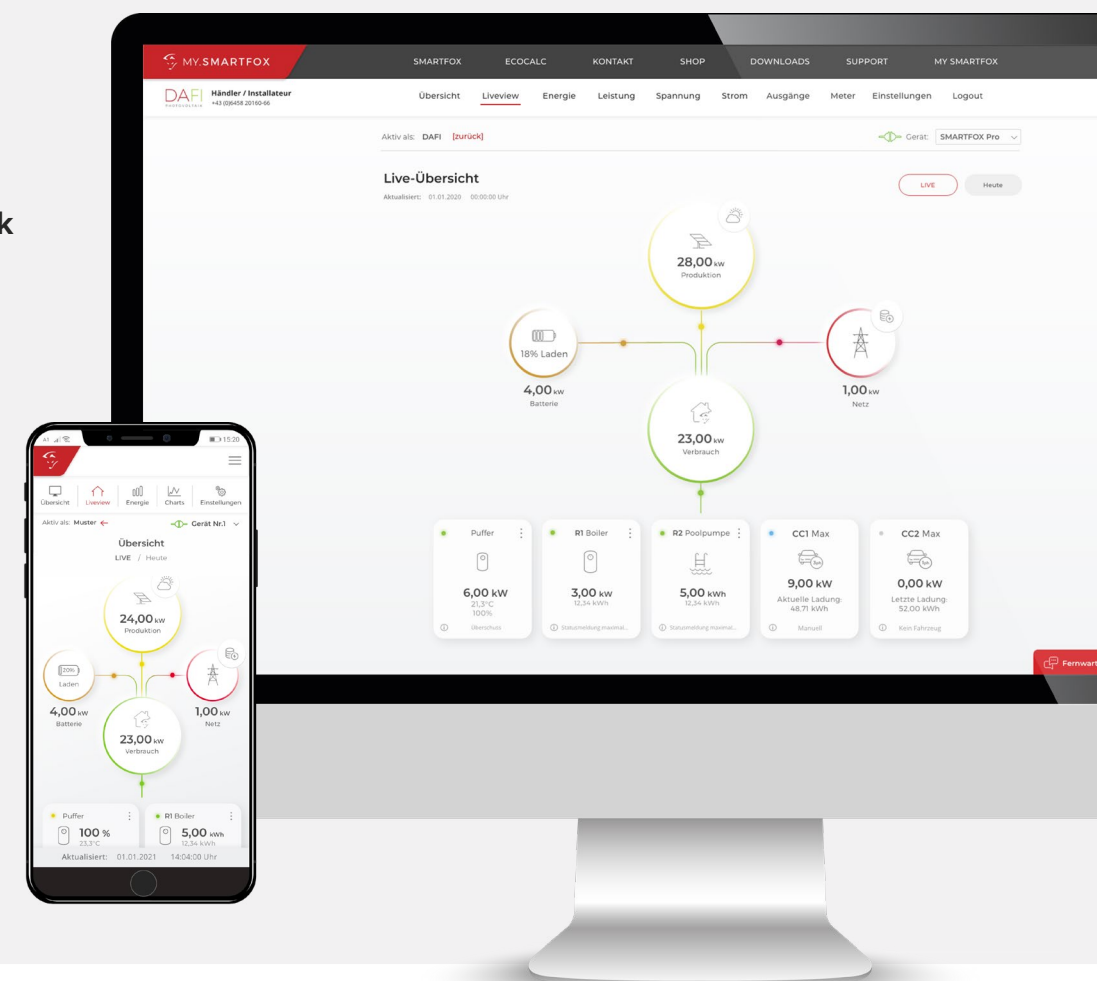 k
MY.SMARTFOX SMARTFOX ECOCALC KONTAKT SHOP DOWNLOADS SUPPORT MY SMARTFOX
DAFI
PHOTOVOLTAIK
Händler / Installateur
+43 (0)6458 20160-66
Übersicht Liveview Energie Leistung Spannung Strom Ausgänge Meter Einstellungen Logout
Aktiv als: DAFI [zurück] Gerät: SMARTFOX Pro
Live-Übersicht LIVE Heute
Aktualisiert: 01.01.2020 00:00:00 Uhr
28,00 kW
Produktion
18% Laden
4,00 kW
Batterie
1,00 kW
Netz
23,00 kW
Verbrauch
Puffer
6,00 kW
21,3°C
100%
Überschuss
R1 Boiler
3,00 kW
12,34 kWh
Statusmeldung maximal...
R2 Poolpumpe
5,00 kWh
12,34 kWh
Statusmeldung maximal...
CC1 Max
9,00 kW
Aktuelle Ladung:
48,71 kWh
Manuell
CC2 Max
0,00 kW
Letzte Ladung:
52,00 kWh
Kein Fahrzeug
Fernwart
A1 15:20
Übersicht Liveview Energie Charts Einstellungen
Aktiv als: Muster Gerät Nr.1
Übersicht
LIVE / Heute
24,00 kW
Produktion
20%
Laden
4,00 kW
Batterie
1,00 kW
Netz
23,00 kW
Verbrauch
Puffer
100 %
23,3°C
R1 Boiler
5,00 kWh
12,34 kWh
Aktualisiert: 01.01.2021 14:04:00 Uhr